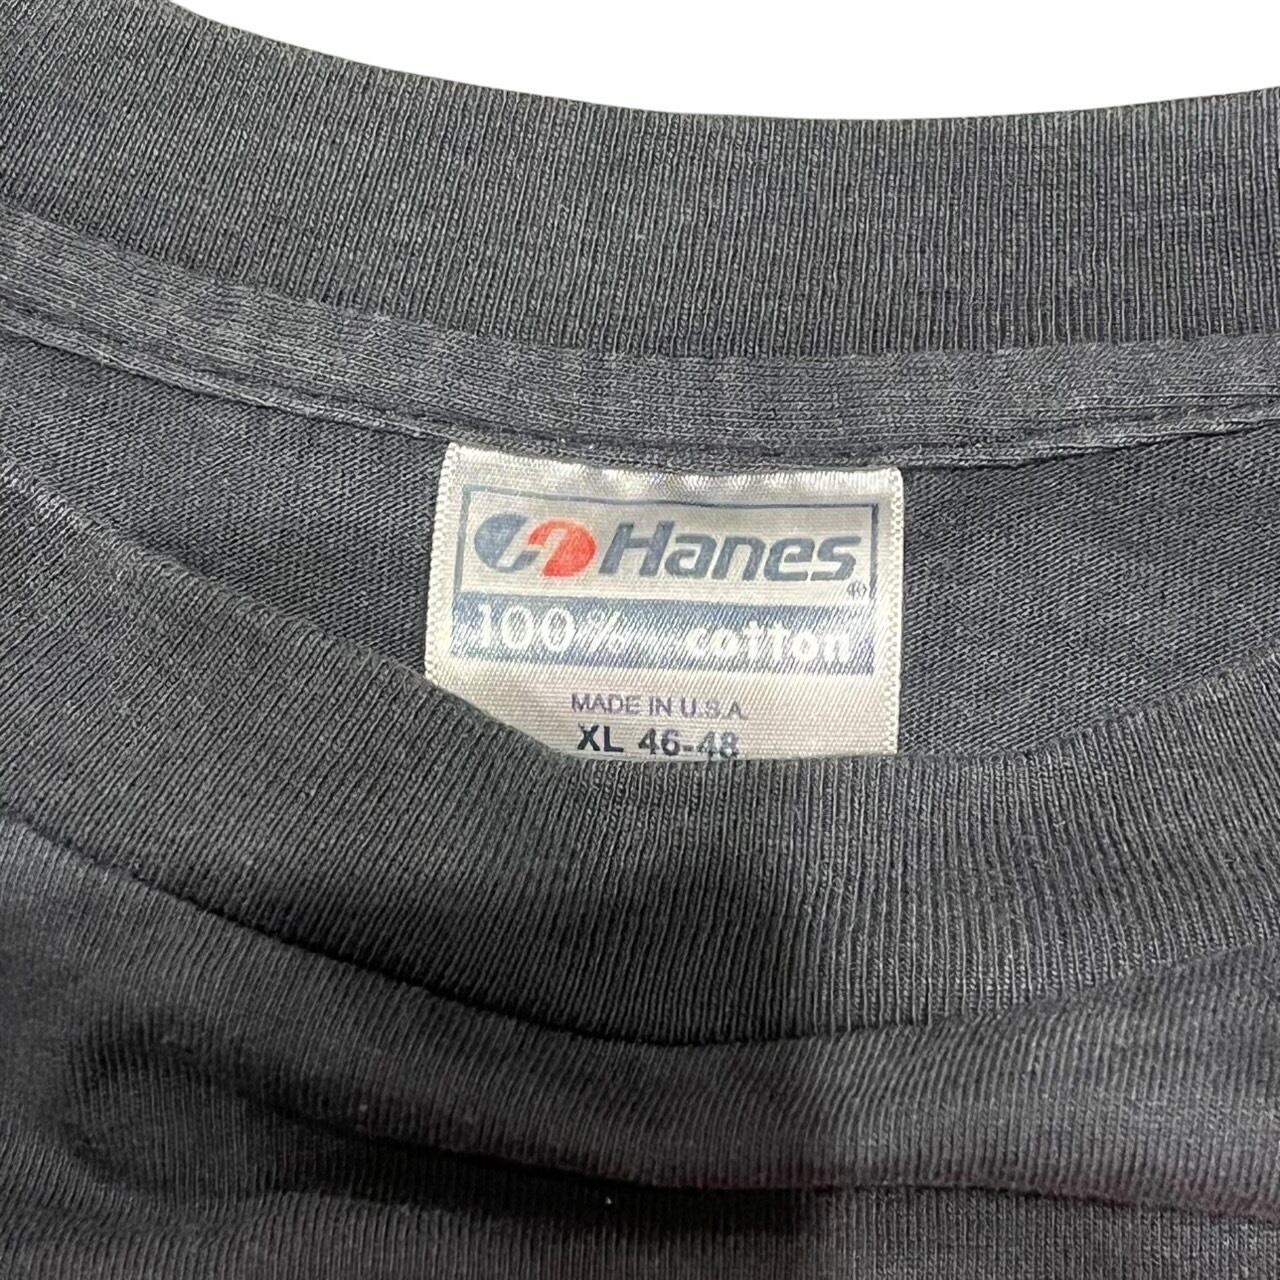 Hanes®
100% cotton
MADE IN U.S.A.
XL 46-48